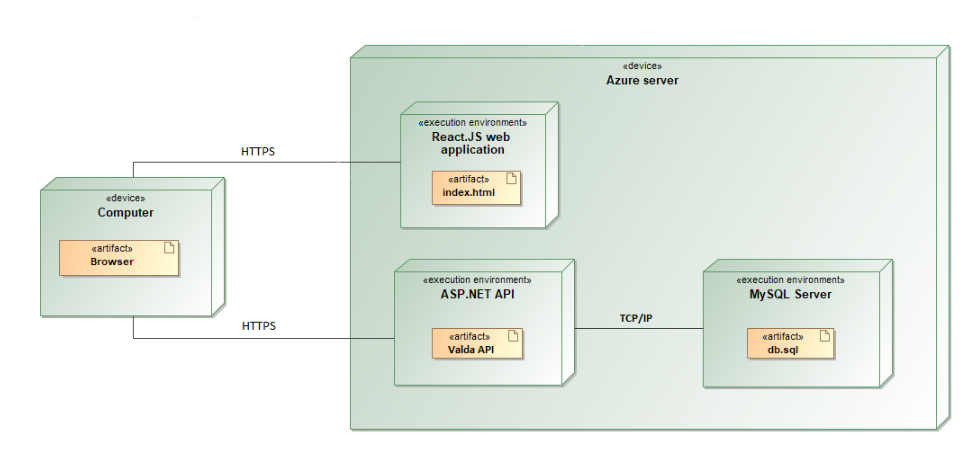 «device»
Azure server
«execution environment»
React.JS web
application
«artifact»
index.html
HTTPS
«device»
Computer
«artifact»
Browser
HTTPS
«execution environment»
ASP.NET API
«artifact»
Valda API
TCP/IP
«execution environment»
MySQL Server
«artifact»
db.sql